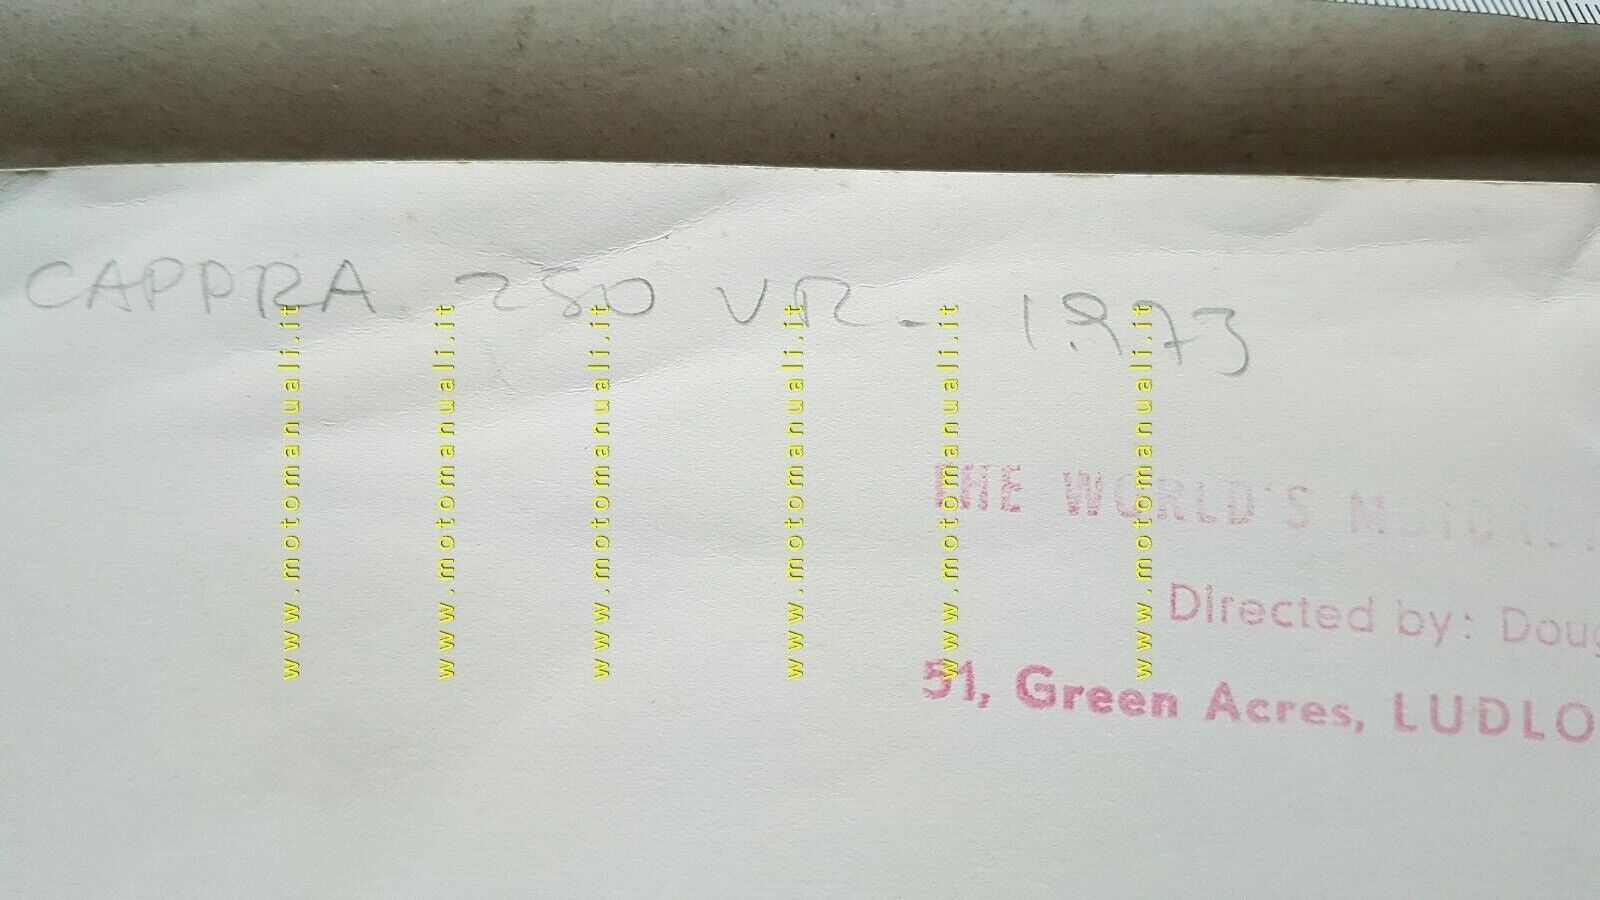 CAPPRA 250 VR - 1973
www.motomanuali.it
www.motomanuali.it
www.motomanuali.it
www.motomanuali.it
www.motomanuali.it
www.motomanuali.it
THE WORLD'S
Directed by: Doug
51, Green Acres, LUDLO